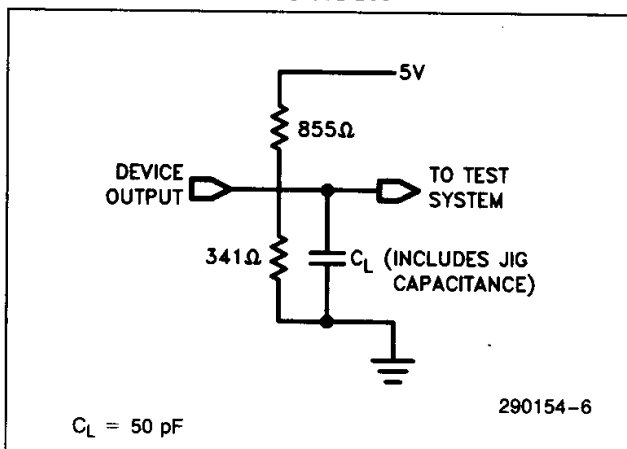 5V
855Ω
DEVICE
OUTPUT
TO TEST
SYSTEM
341Ω
C_L (INCLUDES JIG
CAPACITANCE)
290154-6
C_L = 50 pF